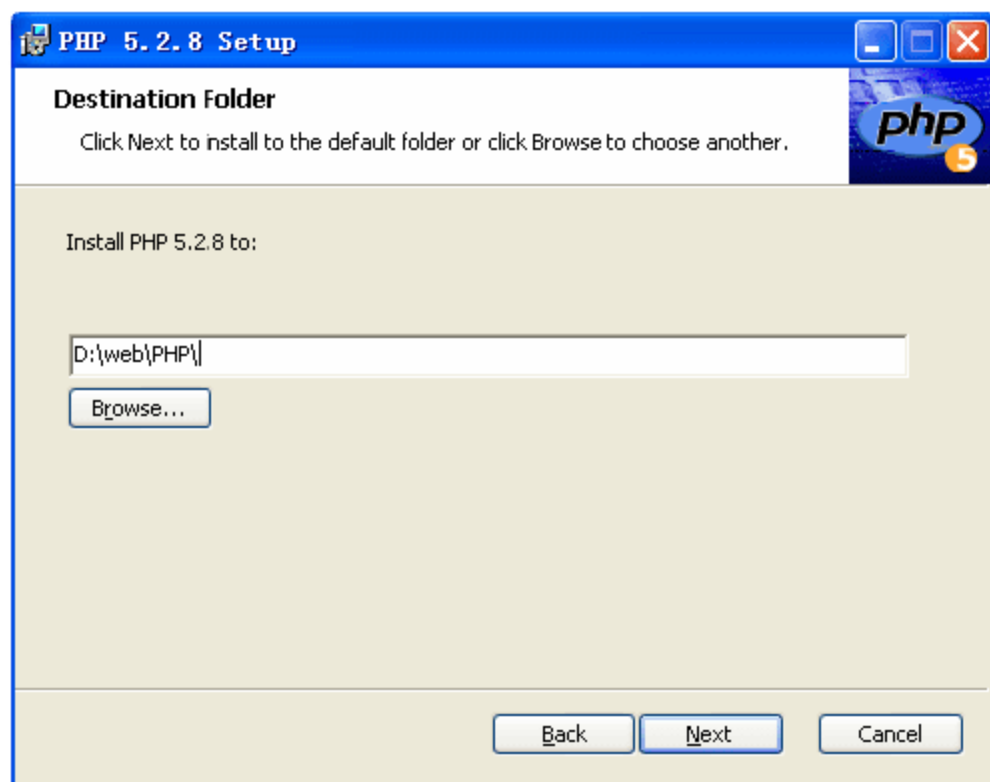 PHP 5.2.8 Setup
Destination Folder
Click Next to install to the default folder or click Browse to choose another.
php
5
Install PHP 5.2.8 to:
D:\web\PHP\
Browse...
Back
Next
Cancel